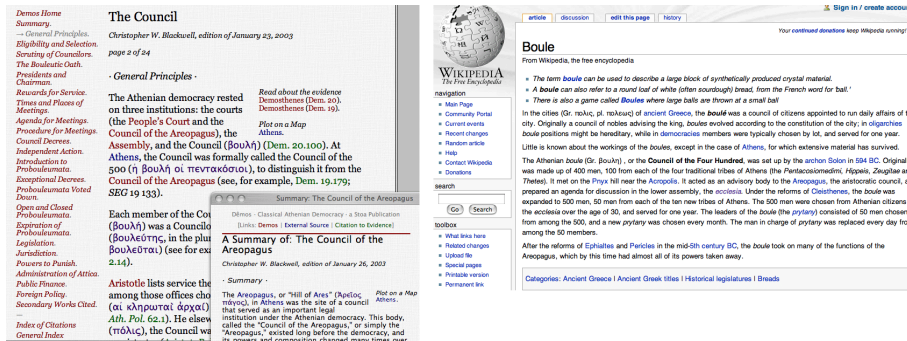 Demos Home
Summary.
→ General Principles.
Eligibility and Selection.
Scrutiny of Councilors.
The Bouleutic Oath.
Presidents and
Chairman.
Rewards for Service.
Times and Places of
Meetings.
Agenda for Meetings.
Procedure for Meetings.
Council Decrees.
Independent Action.
Introduction to
Probouleumata.
Exceptional Decrees.
Probouleumata Voted
Down.
Open and Closed
Probouleumata.
Expiration of
Probouleumata.
Legislation.
Jurisdiction.
Powers to Punish.
Administration of Attica.
Public Finance.
Foreign Policy.
Secondary Works Cited.
—
Index of Citations
General Index
The Council
Christopher W. Blackwell, edition of January 23, 2003
page 2 of 24
· General Principles ·
Read about the evidence
Demosthenes (Dem. 20).
Demosthenes (Dem. 19).
Plot on a Map
Athens.
The Athenian democracy rested
on three institutions: the courts
(the People's Court and the
Council of the Areopagus), the
Assembly, and the Council (βουλή) (Dem. 20.100). At
Athens, the Council was formally called the Council of the
500 (ἡ βουλή οἱ πεντακόσιοι), to distinguish it from the
Council of the Areopagus (see, for example, Dem. 19.179;
SEG 19 133).
Each member of the Cou
(βουλή) was a Councilo
(βουλεύτης, in the plur
βουλεῦται) (see for ex
2.14).
Aristotle lists service the
among those offices cho
(αἱ κληρωταὶ ἀρχαί)
Ath. Pol. 62.1). He elsew
(πόλις), the Council wa
Summary: The Council of the Areopagus
Dēmos · Classical Athenian Democracy · a Stoa Publication
[Links: Demos | External Source | Citation to Evidence]
A Summary of: The Council of the
Areopagus
Christopher W. Blackwell, edition of January 26, 2003
· Summary ·
Plot on a Map
Athens.
The Areopagus, or "Hill of Ares" (Ἄρειος
πάγος), in Athens was the site of a council
that served as an important legal
institution under the Athenian democracy. This body,
called the "Council of the Areopagus," or simply the
"Areopagus," existed long before the democracy, and
its powers and composition changed many times over
WIKIPEDIA
The Free Encyclopedia
navigation
Main Page
Community Portal
Current events
Recent changes
Random article
Help
Contact Wikipedia
Donations
search
Go Search
toolbox
What links here
Related changes
Upload file
Special pages
Printable version
Permanent link
Sign in / create accou
article discussion edit this page history
Your continued donations keep Wikipedia running!
Boule
From Wikipedia, the free encyclopedia
The term boule can be used to describe a large block of synthetically produced crystal material.
A boule can also refer to a round loaf of white (often sourdough) bread, from the French word for 'ball.'
There is also a game called Boules where large balls are thrown at a small ball
In the cities (Gr. πολις, pl. πολεως) of ancient Greece, the boulē was a council of citizens appointed to run daily affairs of t
city. Originally a council of nobles advising the king, boules evolved according to the constitution of the city; in oligarchies
boule positions might be hereditary, while in democracies members were typically chosen by lot, and served for one year.
Little is known about the workings of the boules, except in the case of Athens, for which extensive material has survived.
The Athenian boule (Gr. Βουλη) , or the Council of the Four Hundred, was set up by the archon Solon in 594 BC. Original
was made up of 400 men, 100 from each of the four traditional tribes of Athens (the Pentacosiomedimni, Hippeis, Zeugitae an
Thetes). It met on the Pnyx hill near the Acropolis. It acted as an advisory body to the Areopagus, the aristocratic council, a
prepared an agenda for discussion in the lower assembly, the ecclesia. Under the reforms of Cleisthenes, the boule was
expanded to 500 men, 50 men from each of the ten new tribes of Athens. The 500 men were chosen from Athenian citizens
the ecclesia over the age of 30, and served for one year. The leaders of the boule (the prytany) consisted of 50 men chosen
from among the 500, and a new prytany was chosen every month. The man in charge of prytany was replaced every day fro
among the 50 members.
After the reforms of Ephialtes and Pericles in the mid-5th century BC, the boule took on many of the functions of the
Areopagus, which by this time had almost all of its powers taken away.
Categories: Ancient Greece | Ancient Greek titles | Historical legislatures | Breads